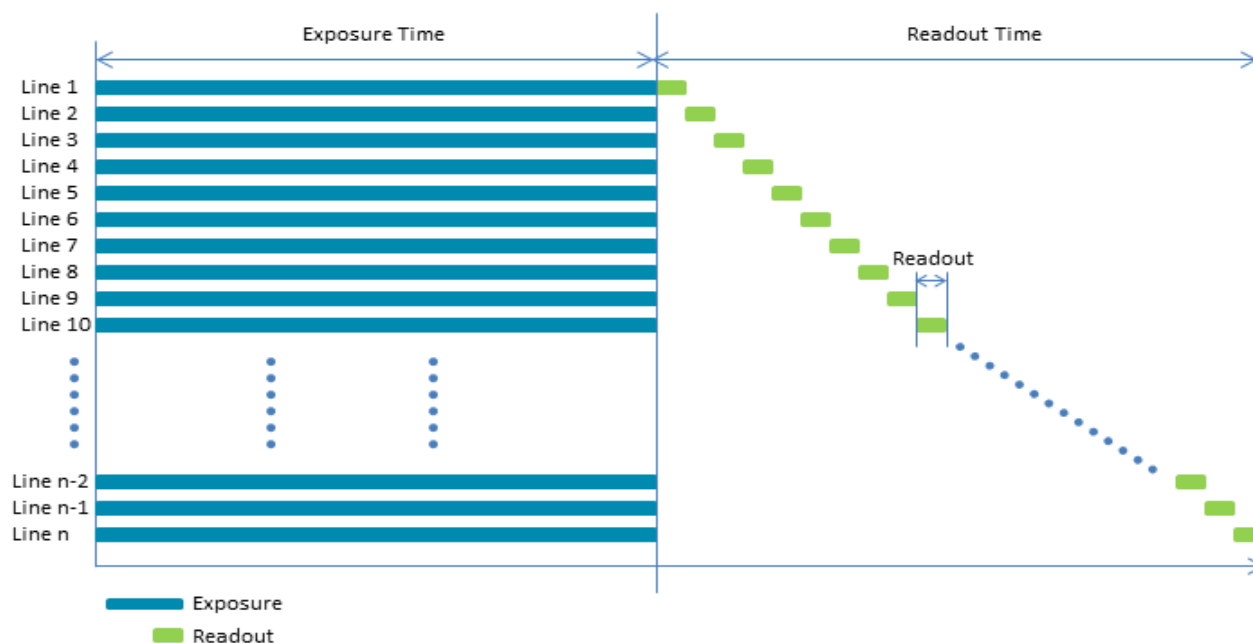 Exposure Time
Readout Time
Line 1
Line 2
Line 3
Line 4
Line 5
Line 6
Line 7
Line 8
Readout
Line 9
Line 10
Line n-2
Line n-1
Line n
Exposure
Readout